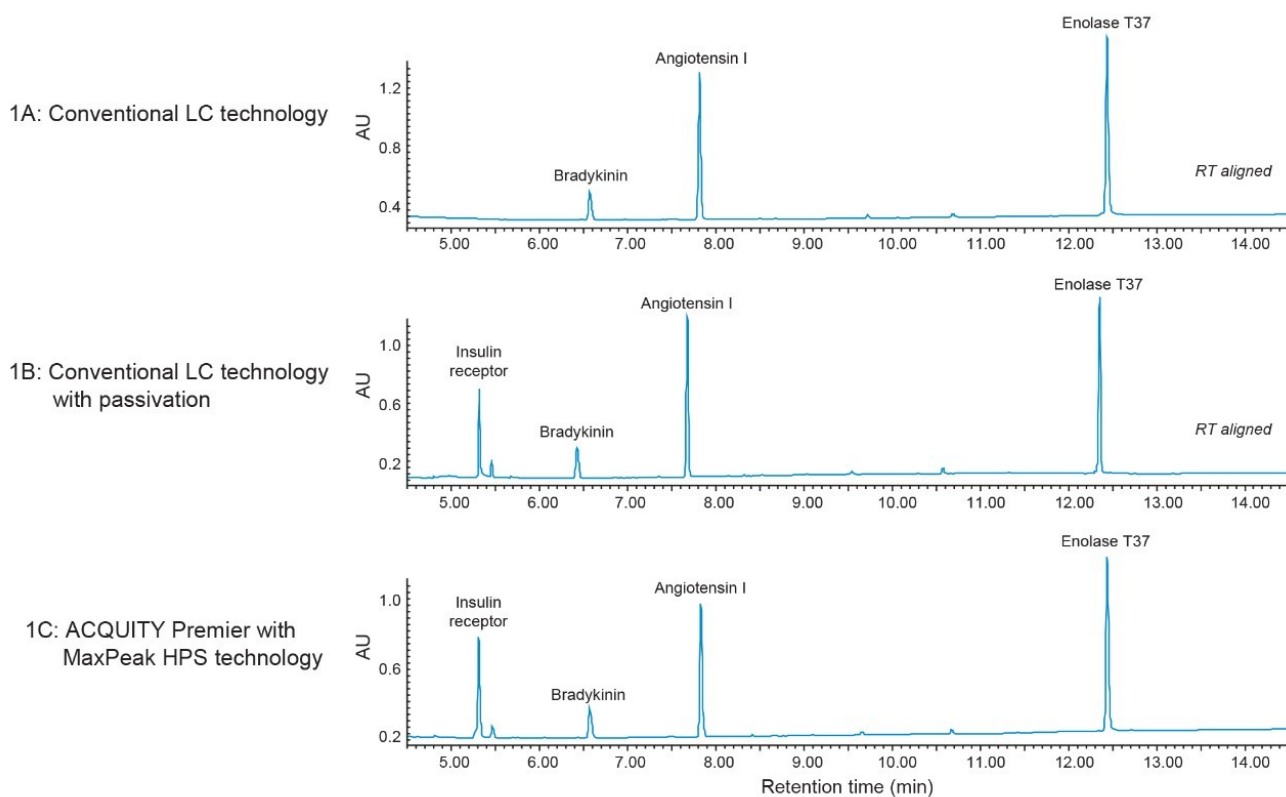 1A: Conventional LC technology
AU
1.2
0.8
0.4
Bradykinin
Angiotensin I
Enolase T37
RT aligned
5.00 6.00 7.00 8.00 9.00 10.00 11.00 12.00 13.00 14.00
1B: Conventional LC technology
with passivation
AU
1.0
0.6
0.2
Insulin
receptor
Bradykinin
Angiotensin I
Enolase T37
RT aligned
5.00 6.00 7.00 8.00 9.00 10.00 11.00 12.00 13.00 14.00
1C: ACQUITY Premier with
MaxPeak HPS technology
AU
1.0
0.6
0.2
Insulin
receptor
Bradykinin
Angiotensin I
Enolase T37
5.00 6.00 7.00 8.00 9.00 10.00 11.00 12.00 13.00 14.00
Retention time (min)